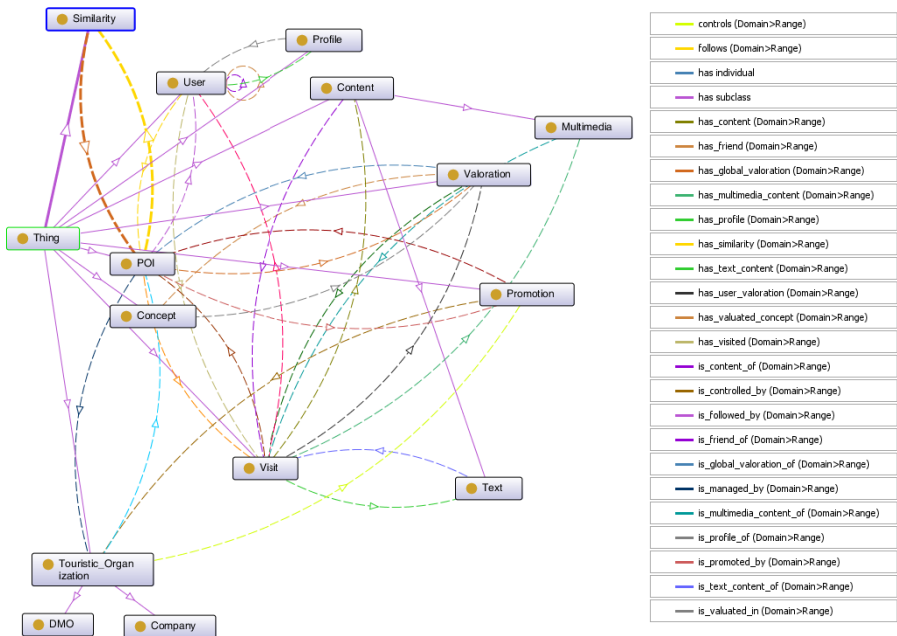 Similarity
Profile
User
Content
Multimedia
Valoration
Thing
POI
Promotion
Concept
Visit
Text
Touristic_Organ
ization
DMO
Company
controls (Domain>Range)
follows (Domain>Range)
has individual
has subclass
has_content (Domain>Range)
has_friend (Domain>Range)
has_global_valoration (Domain>Range)
has_multimedia_content (Domain>Range)
has_profile (Domain>Range)
has_similarity (Domain>Range)
has_text_content (Domain>Range)
has_user_valoration (Domain>Range)
has_valuated_concept (Domain>Range)
has_visited (Domain>Range)
is_content_of (Domain>Range)
is_controlled_by (Domain>Range)
is_followed_by (Domain>Range)
is_friend_of (Domain>Range)
is_global_valoration_of (Domain>Range)
is_managed_by (Domain>Range)
is_multimedia_content_of (Domain>Range)
is_profile_of (Domain>Range)
is_promoted_by (Domain>Range)
is_text_content_of (Domain>Range)
is_valuated_in (Domain>Range)